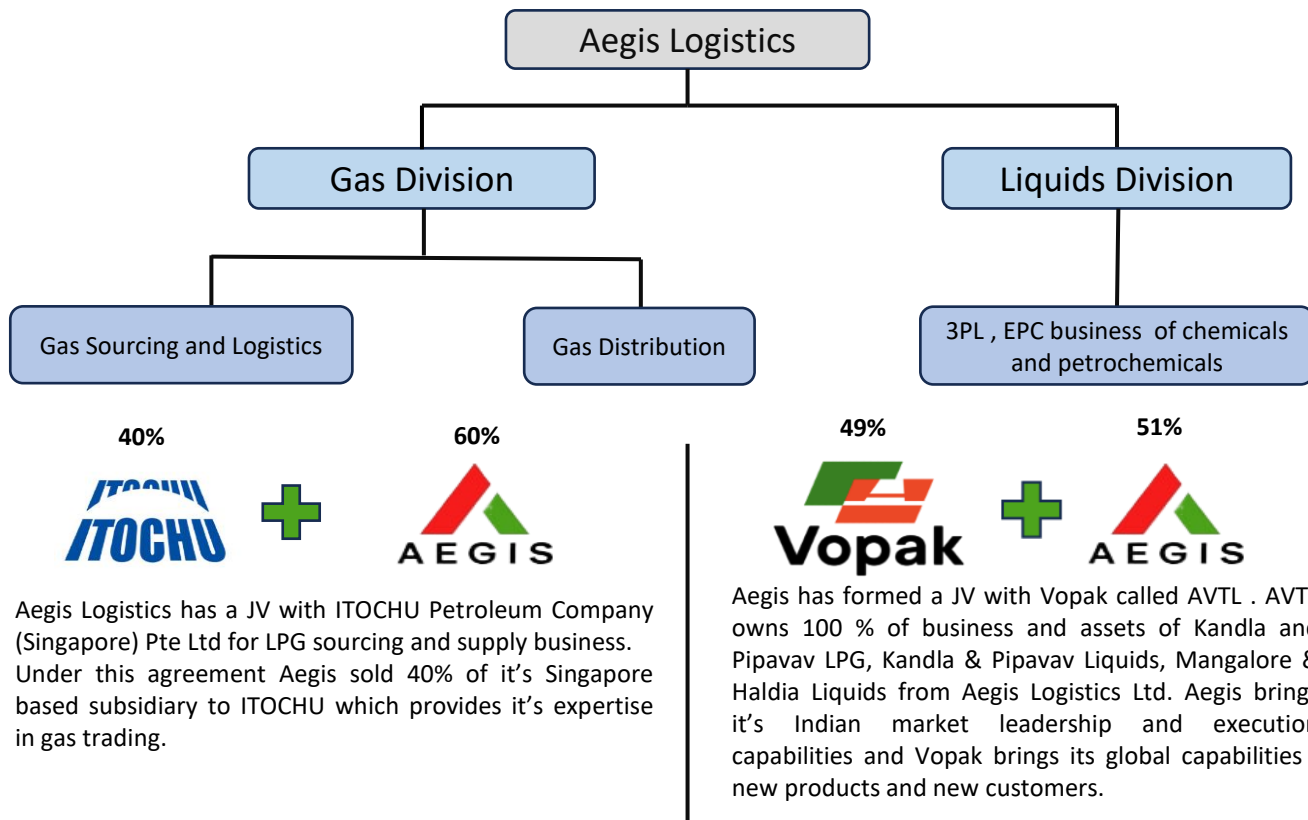 Aegis Logistics
Gas Division
Liquids Division
Gas Sourcing and Logistics
Gas Distribution
3PL , EPC business of chemicals
and petrochemicals
40%
60%
49%
51%
ITOCHU
ITOCHU
AEGIS
Vopak
AEGIS
Aegis Logistics has a JV with ITOCHU Petroleum Company
(Singapore) Pte Ltd for LPG sourcing and supply business.
Under this agreement Aegis sold 40% of it’s Singapore
based subsidiary to ITOCHU which provides it’s expertise
in gas trading.
Aegis has formed a JV with Vopak called AVTL . AVT
owns 100 % of business and assets of Kandla and
Pipavav LPG, Kandla & Pipavav Liquids, Mangalore &
Haldia Liquids from Aegis Logistics Ltd. Aegis bring
it’s Indian market leadership and execution
capabilities and Vopak brings its global capabilities
new products and new customers.